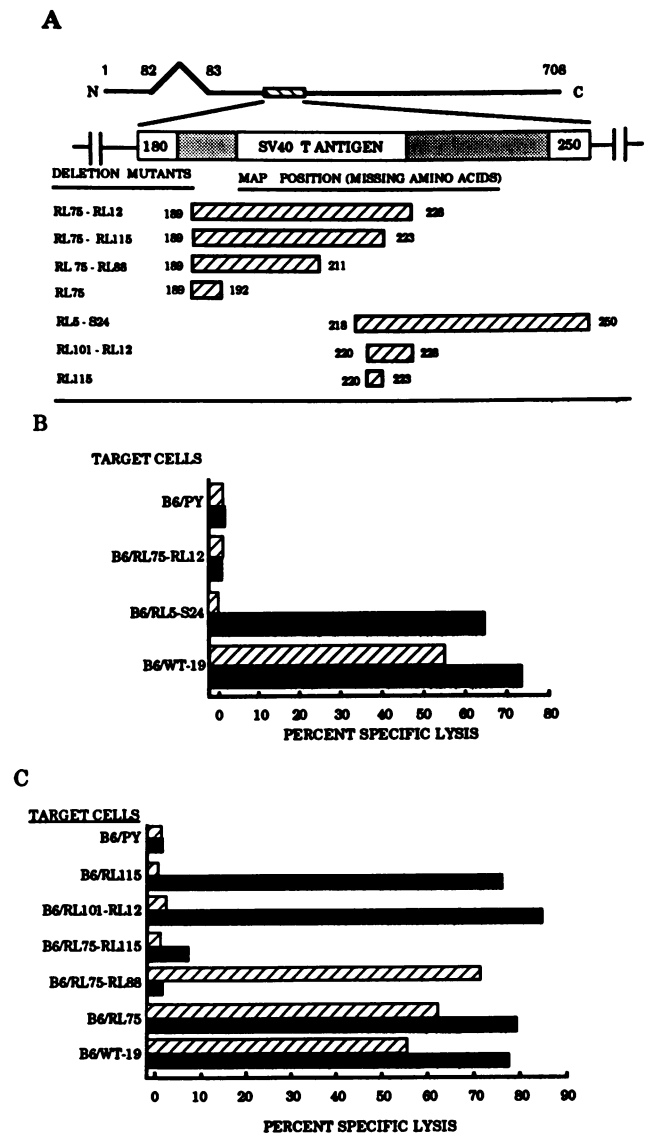 A
1 82 83 708
N C
180 SV40 T ANTIGEN 250
DELETION MUTANTS MAP POSITION (MISSING AMINO ACIDS)
RL75 - RL12 189 228
RL75 - RL115 189 223
RL 75 - RL88 189 211
RL75 189 192
RL5 - S24 218 250
RL101 - RL12 220 228
RL115 220 223
B
TARGET CELLS
B6/PY
B6/RL75-RL12
B6/RL5-S24
B6/WT-19
0 10 20 30 40 50 60 70 80
PERCENT SPECIFIC LYSIS
C
TARGET CELLS
B6/PY
B6/RL115
B6/RL101-RL12
B6/RL75-RL115
B6/RL75-RL88
B6/RL75
B6/WT-19
0 10 20 30 40 50 60 70 80 90
PERCENT SPECIFIC LYSIS